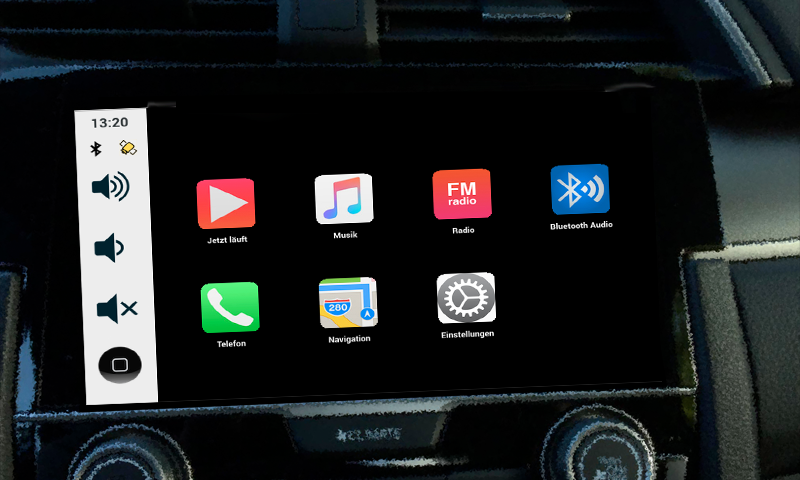 13:20
Jetzt läuft
Musik
FM
radio
Radio
Bluetooth Audio
Telefon
280
Navigation
Einstellungen